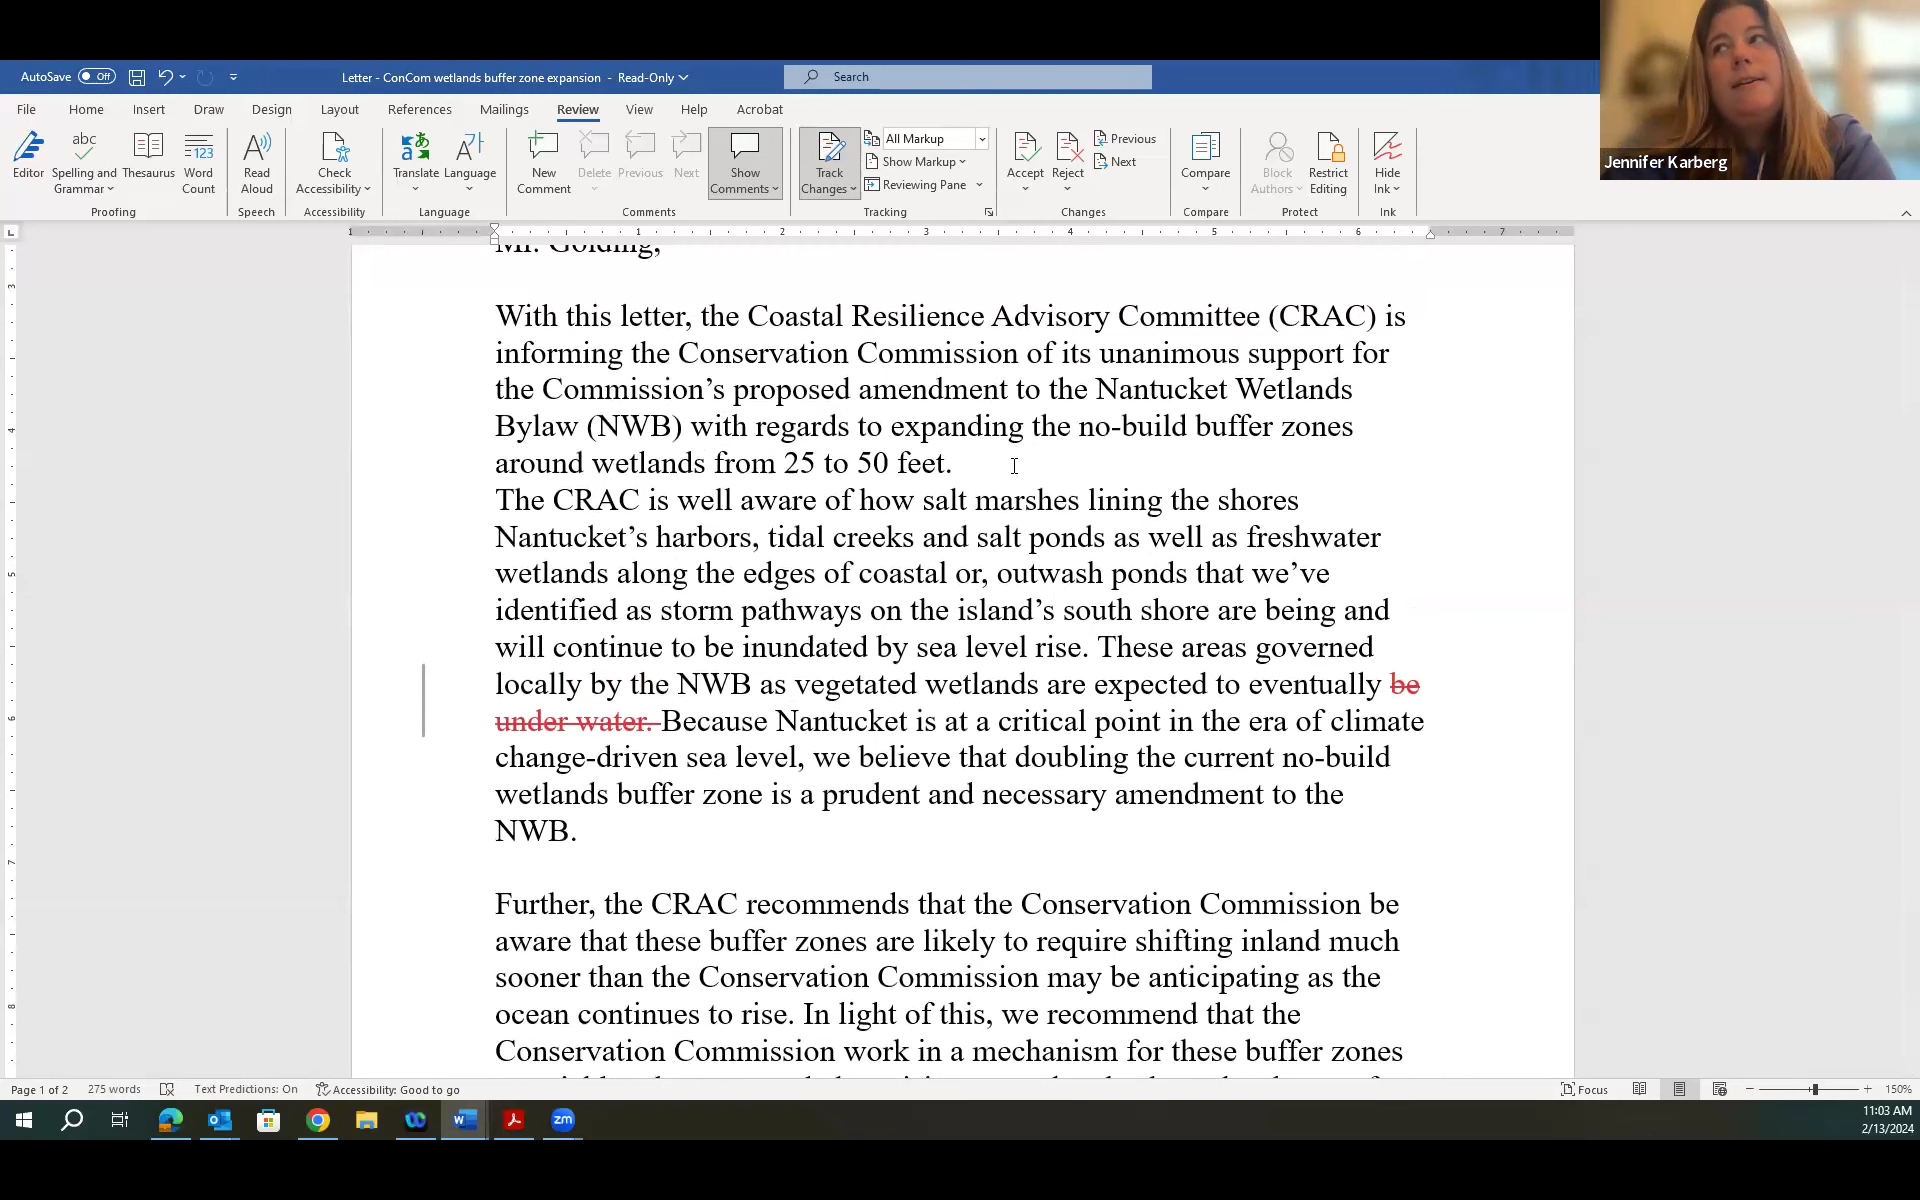 AutoSave Off Letter - ConCom wetlands buffer zone expansion - Read-Only Search
File Home Insert Draw Design Layout References Mailings Review View Help Acrobat
Editor Spelling and Grammar Thesaurus Word Count Read Aloud Check Accessibility Translate Language New Comment Delete Previous Next Show Comments Track Changes All Markup Show Markup Reviewing Pane Accept Reject Previous Next Compare Block Authors Restrict Editing Hide Ink
Proofing Speech Accessibility Language Comments Tracking Changes Compare Protect Ink
Jennifer Karberg
Mr. Golding,
With this letter, the Coastal Resilience Advisory Committee (CRAC) is
informing the Conservation Commission of its unanimous support for
the Commission’s proposed amendment to the Nantucket Wetlands
Bylaw (NWB) with regards to expanding the no-build buffer zones
around wetlands from 25 to 50 feet.
The CRAC is well aware of how salt marshes lining the shores
Nantucket’s harbors, tidal creeks and salt ponds as well as freshwater
wetlands along the edges of coastal or, outwash ponds that we’ve
identified as storm pathways on the island’s south shore are being and
will continue to be inundated by sea level rise. These areas governed
locally by the NWB as vegetated wetlands are expected to eventually be
under water. Because Nantucket is at a critical point in the era of climate
change-driven sea level, we believe that doubling the current no-build
wetlands buffer zone is a prudent and necessary amendment to the
NWB.
Further, the CRAC recommends that the Conservation Commission be
aware that these buffer zones are likely to require shifting inland much
sooner than the Conservation Commission may be anticipating as the
ocean continues to rise. In light of this, we recommend that the
Conservation Commission work in a mechanism for these buffer zones
Page 1 of 2 275 words Text Predictions: On Accessibility: Good to go Focus 150%
11:03 AM
2/13/2024